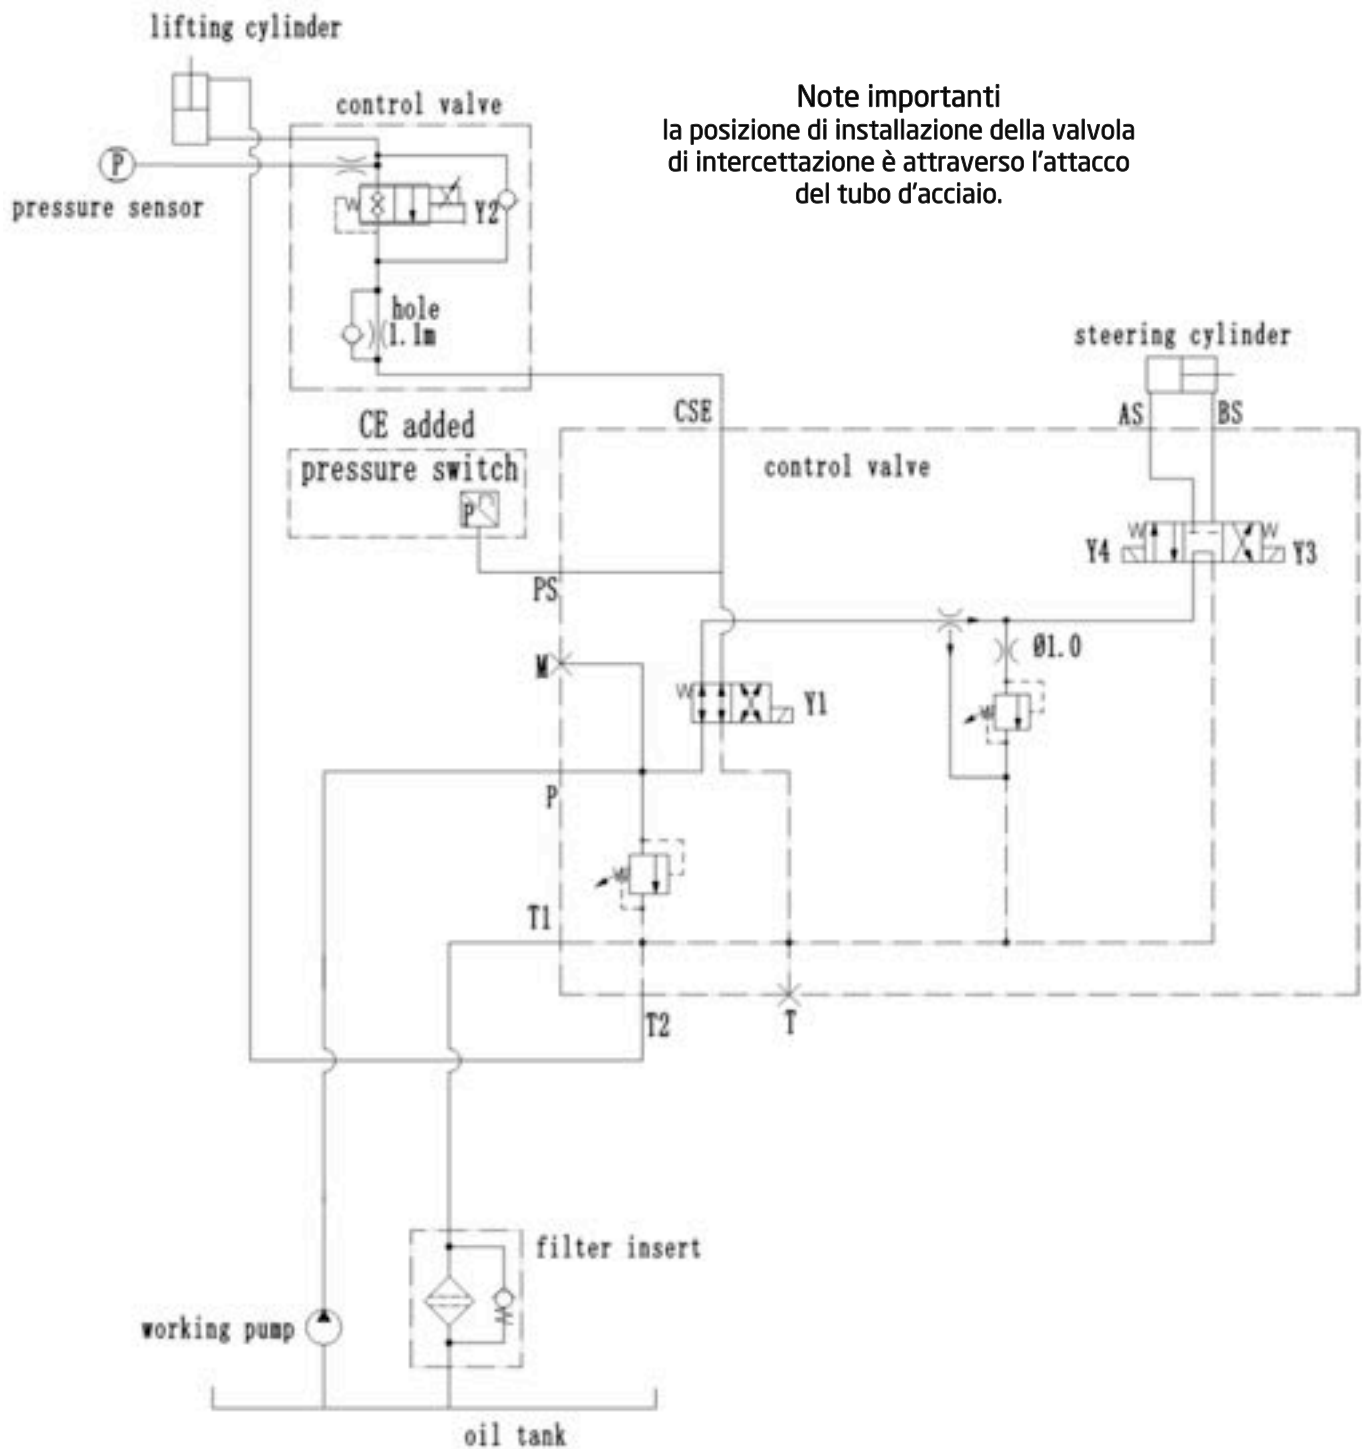 lifting cylinder
control valve
Note importanti
la posizione di installazione della valvola
di intercettazione è attraverso l'attacco
del tubo d'acciaio.
P
pressure sensor
Y2
hole
1.1m
steering cylinder
CSE
AS
BS
CE added
pressure switch
P
control valve
Y4
Y3
PS
Ø1.0
M
Y1
P
T1
T2
T
filter insert
working pump
oil tank